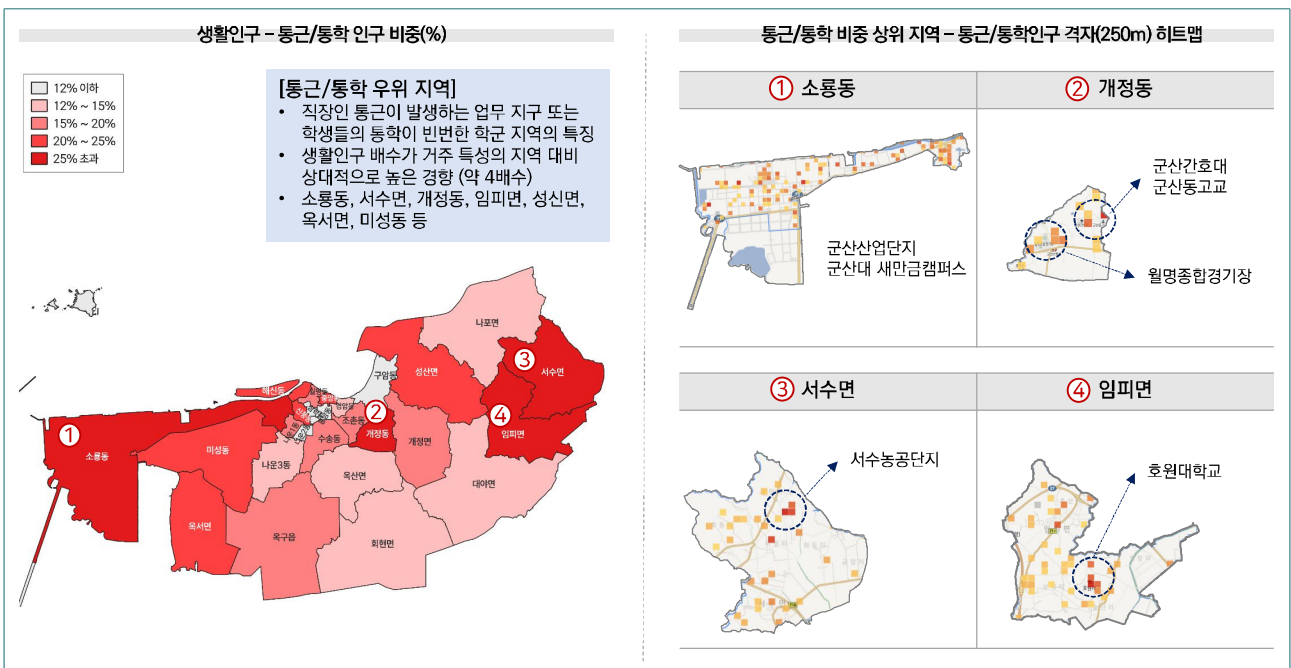 생활인구 – 통근/통학 인구 비중(%)
12% 이하
12% ~ 15%
15% ~ 20%
20% ~ 25%
25% 초과
[통근/통학 우위 지역]
• 직장인 통근이 발생하는 업무 지구 또는
학생들의 통학이 빈번한 학군 지역의 특징
• 생활인구 배수가 거주 특성의 지역 대비
상대적으로 높은 경향 (약 4배수)
• 소룡동, 서수면, 개정동, 임피면, 성신면,
옥서면, 미성동 등
나포면
③
서수면
성산면
구암동
해신동
②
④
조촌동
개정동
개정면
임피면
①
소룡동
미성동
수송동
나운3동
옥산면
대야면
옥서면
옥구읍
회현면
통근/통학 비중 상위 지역 – 통근/통학인구 격자(250m) 히트맵
① 소룡동
② 개정동
군산산업단지
군산대 새만금캠퍼스
군산간호대
군산동고교
월명종합경기장
③ 서수면
④ 임피면
서수농공단지
호원대학교